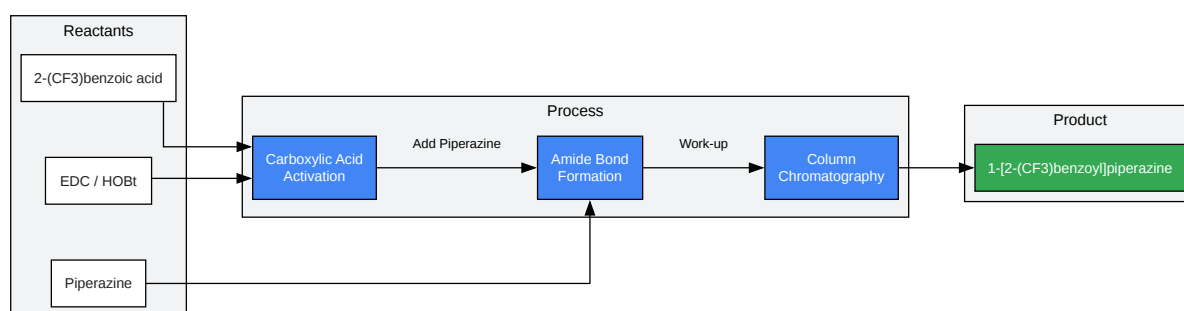 Reactants
2-(CF3)benzoic acid
EDC / HOBt
Piperazine
Process
Carboxylic Acid
Activation
Add Piperazine
Amide Bond
Formation
Work-up
Column
Chromatography
Product
1-[2-(CF3)benzoyl]piperazine